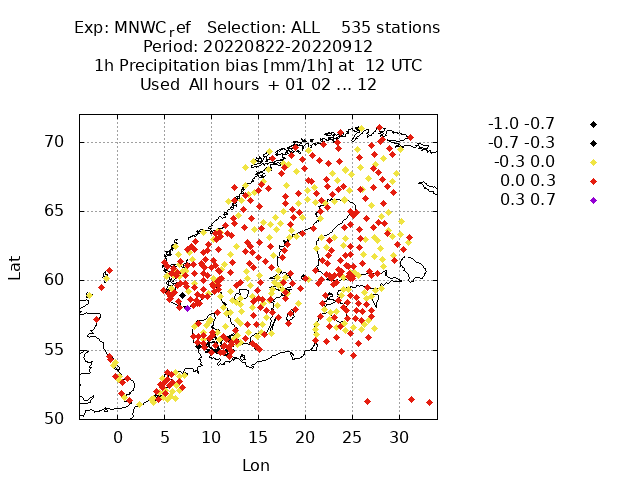 Exp: MNWCref   Selection: ALL    535 stations
Period: 20220822-20220912
1h Precipitation bias [mm/1h] at  12 UTC
Used  All hours  + 01 02 ... 12
-1.0 -0.7
-0.7 -0.3
-0.3 0.0
0.0 0.3
0.3 0.7
70
65
60
55
50
Lat
0 5 10 15 20 25 30
Lon